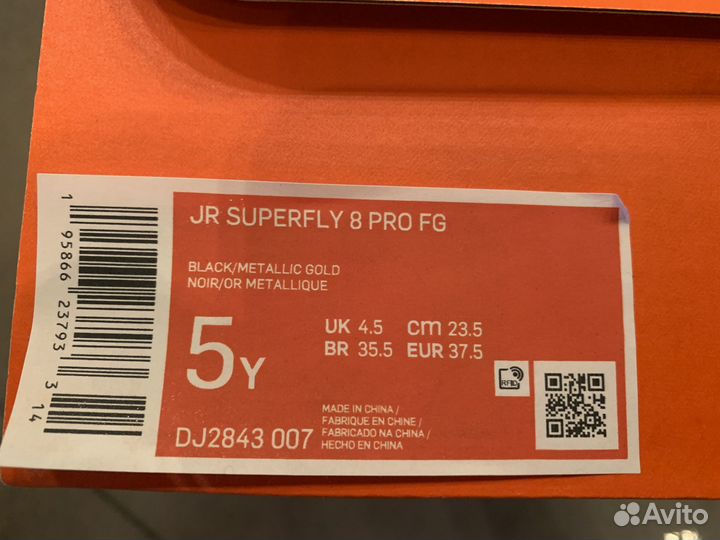 JR SUPERFLY 8 PRO FG
BLACK/METALLIC GOLD
NOIR/OR METALLIQUE
5Y
UK 4.5 cm 23.5
BR 35.5 EUR 37.5
RFID
MADE IN CHINA /
FABRIQUE EN CHINE /
FABRICADO NA CHINA /
HECHO EN CHINA
DJ2843 007
1 95866 23793 3 14
Avito